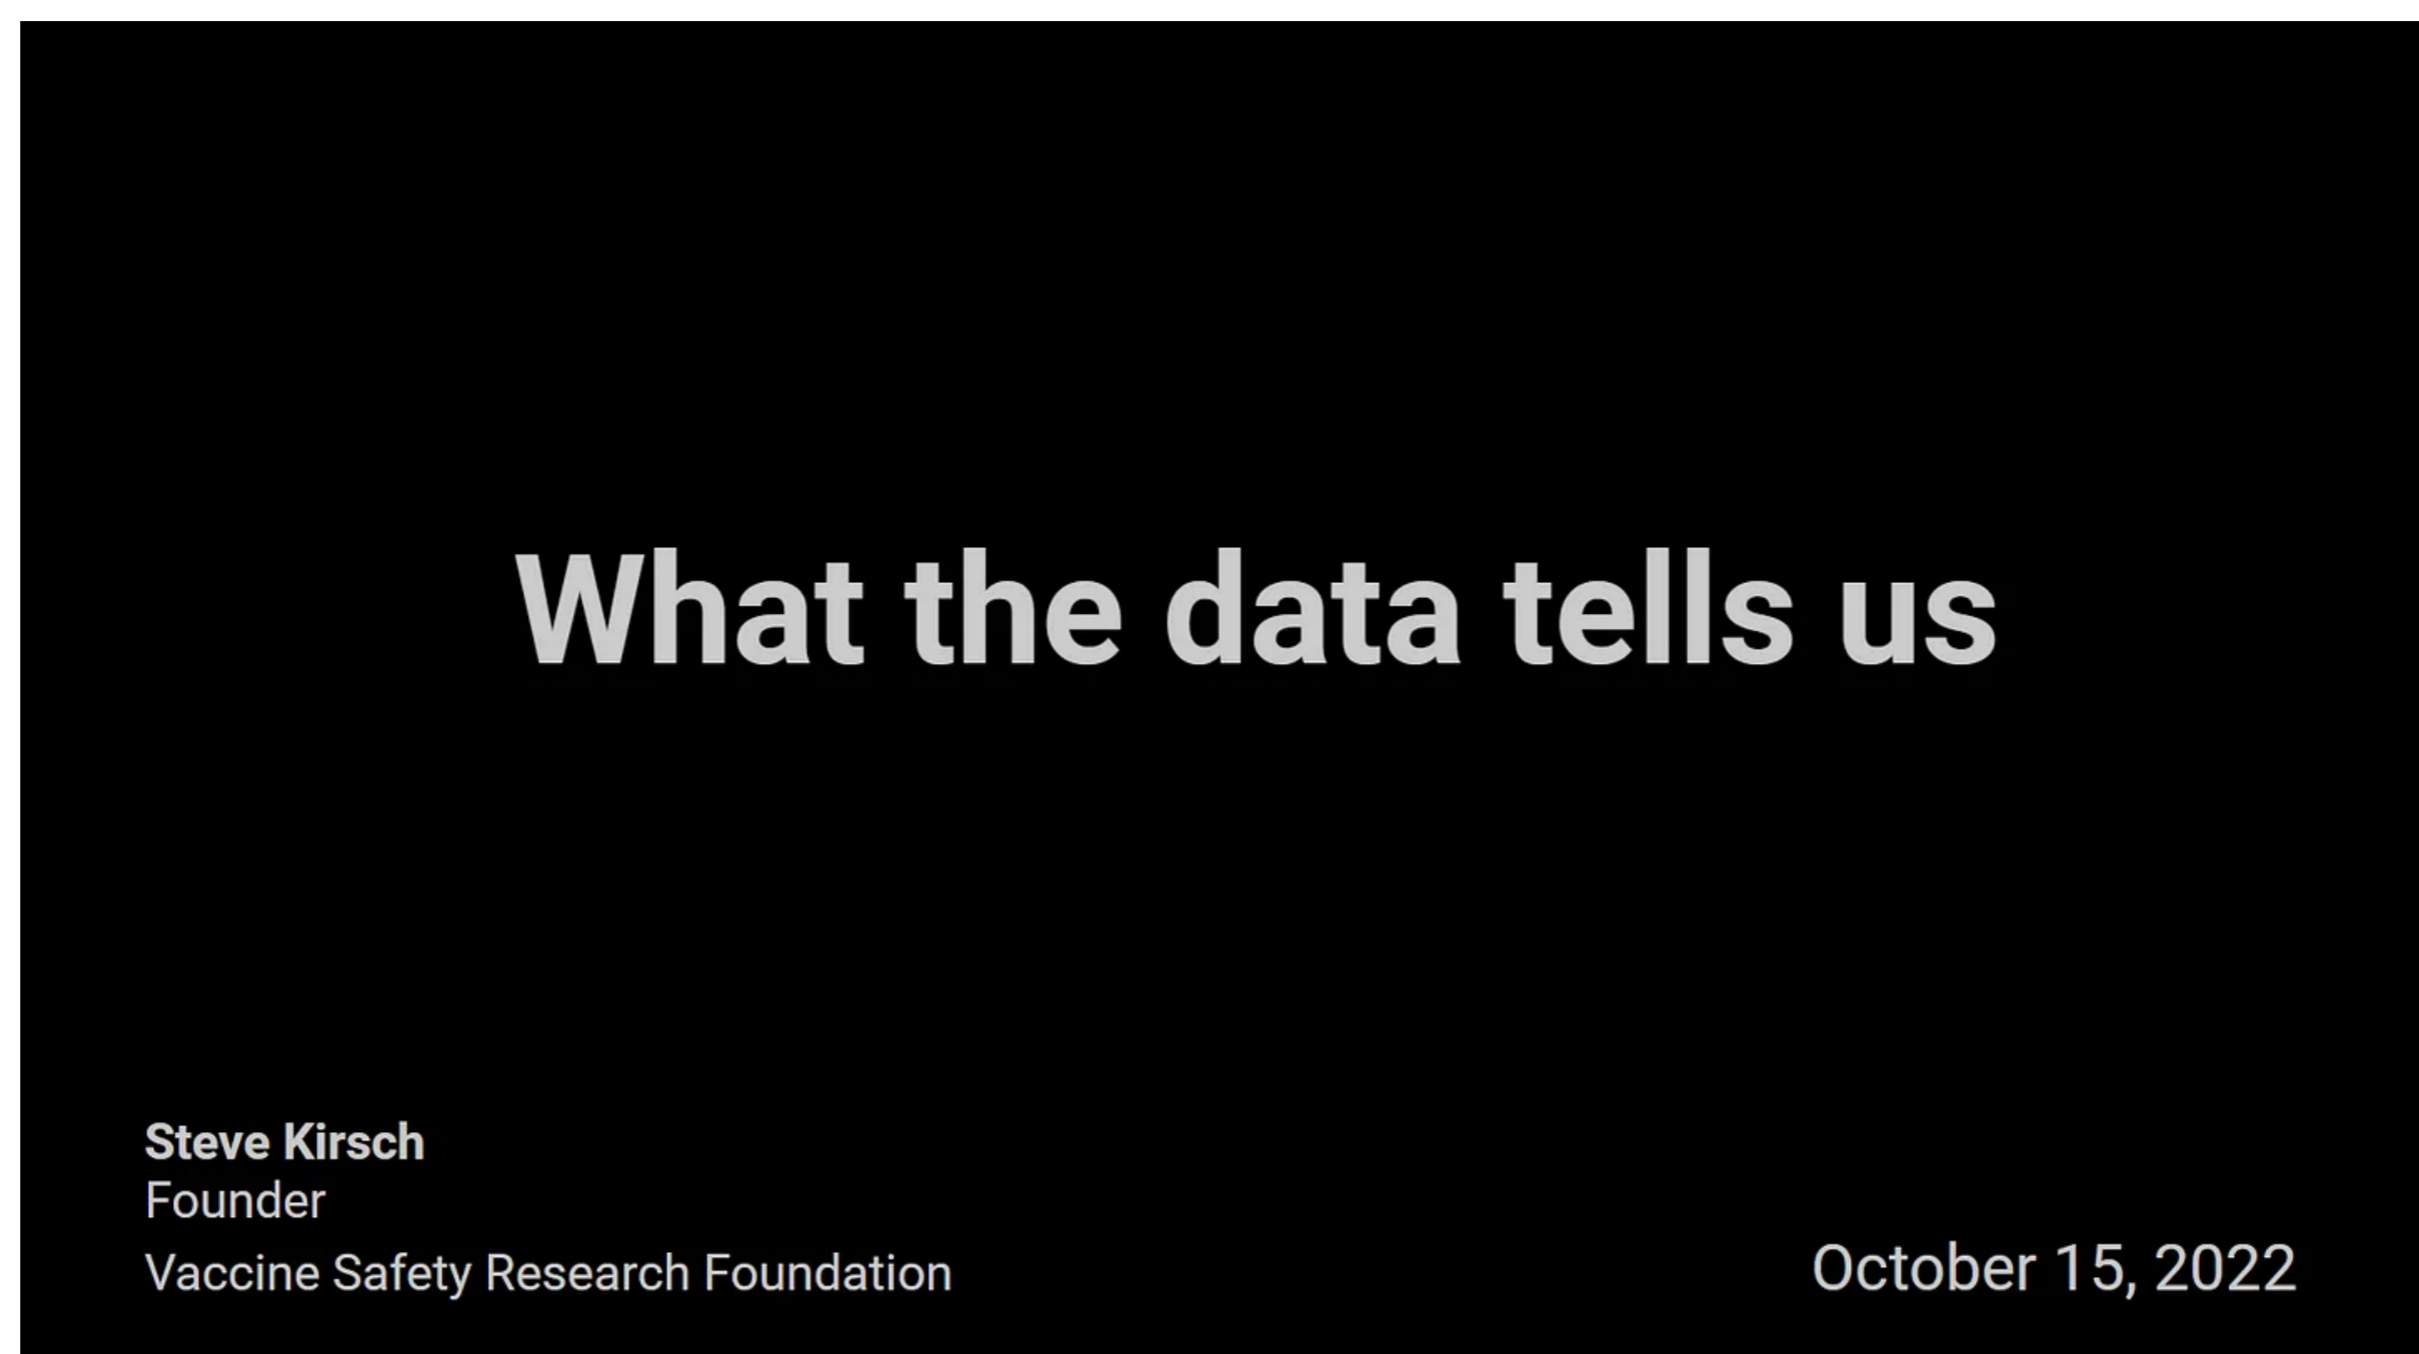 What the data tells us
Steve Kirsch
Founder
Vaccine Safety Research Foundation
October 15, 2022